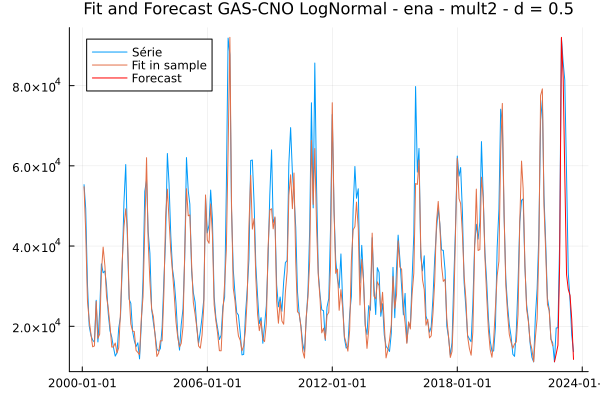 Fit and Forecast GAS-CNO LogNormal - ena - mult2 - d = 0.5
Série
Fit in sample
Forecast
8.0×10⁴
6.0×10⁴
4.0×10⁴
2.0×10⁴
2000-01-01 2006-01-01 2012-01-01 2018-01-01 2024-01-